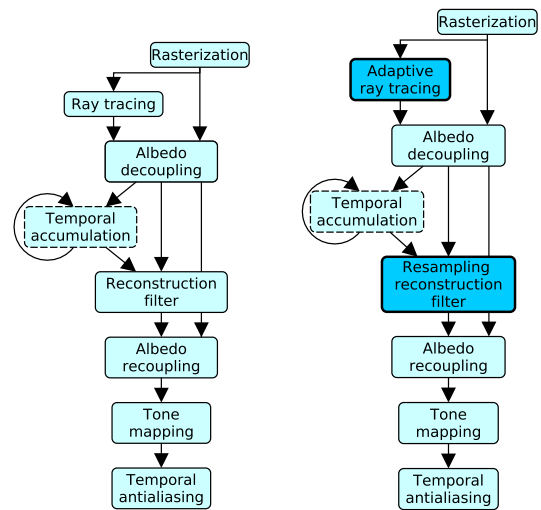 Rasterization
Ray tracing
Albedo
decoupling
Temporal
accumulation
Reconstruction
filter
Albedo
recoupling
Tone
mapping
Temporal
antialiasing
Rasterization
Adaptive
ray tracing
Albedo
decoupling
Temporal
accumulation
Resampling
reconstruction
filter
Albedo
recoupling
Tone
mapping
Temporal
antialiasing